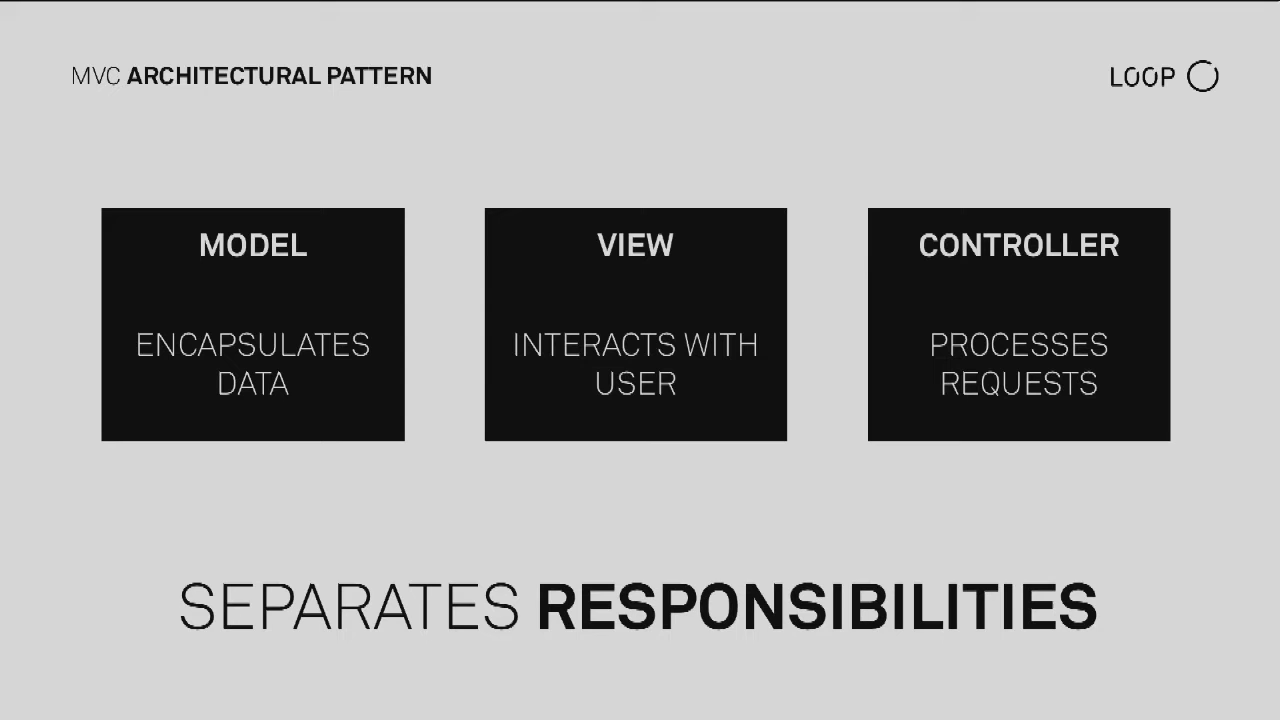 MVC ARCHITECTURAL PATTERN
LOOP
MODEL
ENCAPSULATES
DATA
VIEW
INTERACTS WITH
USER
CONTROLLER
PROCESSES
REQUESTS
SEPARATES RESPONSIBILITIES